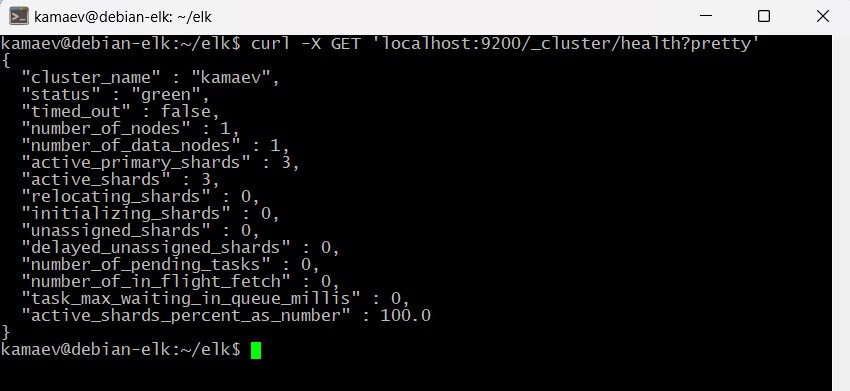 kamaev@debian-elk: ~/elk
kamaev@debian-elk:~/elk$ curl -X GET 'localhost:9200/_cluster/health?pretty'
{
  "cluster_name" : "kamaev",
  "status" : "green",
  "timed_out" : false,
  "number_of_nodes" : 1,
  "number_of_data_nodes" : 1,
  "active_primary_shards" : 3,
  "active_shards" : 3,
  "relocating_shards" : 0,
  "initializing_shards" : 0,
  "unassigned_shards" : 0,
  "delayed_unassigned_shards" : 0,
  "number_of_pending_tasks" : 0,
  "number_of_in_flight_fetch" : 0,
  "task_max_waiting_in_queue_millis" : 0,
  "active_shards_percent_as_number" : 100.0
}
kamaev@debian-elk:~/elk$